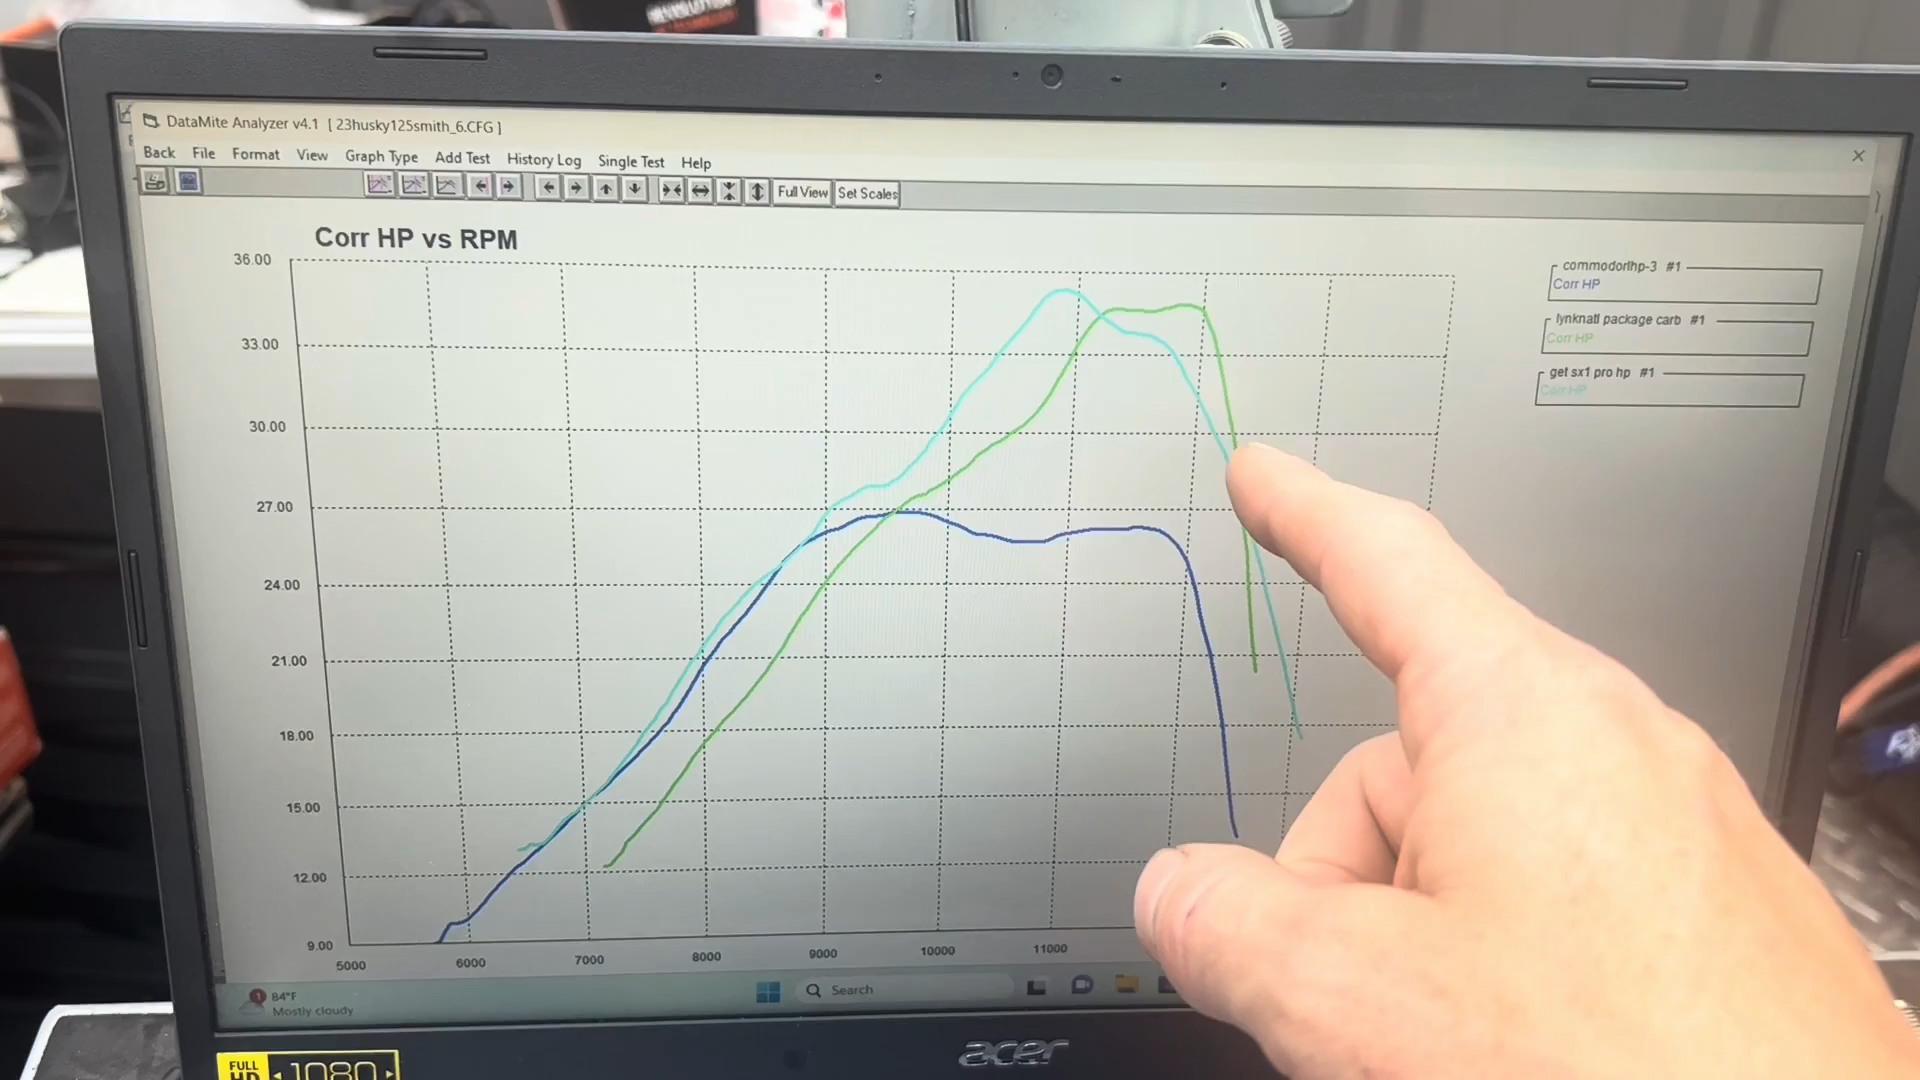 DataMite Analyzer v4.1 [ 23husky125smith_6.CFG ]
Back File Format View Graph Type Add Test History Log Single Test Help
Full View Set Scales
Corr HP vs RPM
36.00
33.00
30.00
27.00
24.00
21.00
18.00
15.00
12.00
9.00
5000 6000 7000 8000 9000 10000 11000
commodorlhp-3 #1
Corr HP
lynknatl package carb #1
Corr HP
get sx1 pro hp #1
Corr HP
1 84°F
Mostly cloudy
Search
acer
FULL
HD 1080